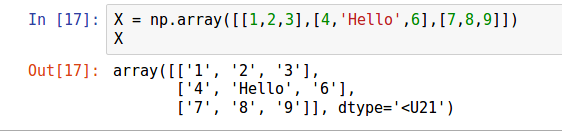 In [17]: X = np.array([[1,2,3],[4,'Hello',6],[7,8,9]])
X
Out[17]: array([['1', '2', '3'],
['4', 'Hello', '6'],
['7', '8', '9']], dtype='<U21')